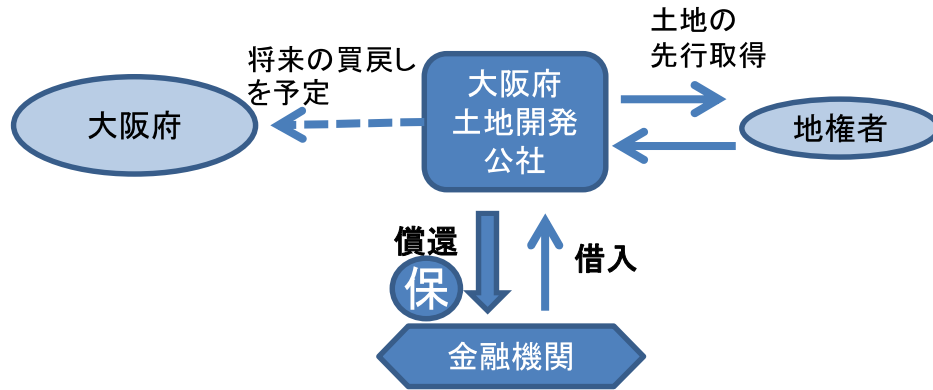 土地の
先行取得
将来の買戻し
を予定
大阪府
土地開発
公社
大阪府
地権者
償還
保
借入
金融機関